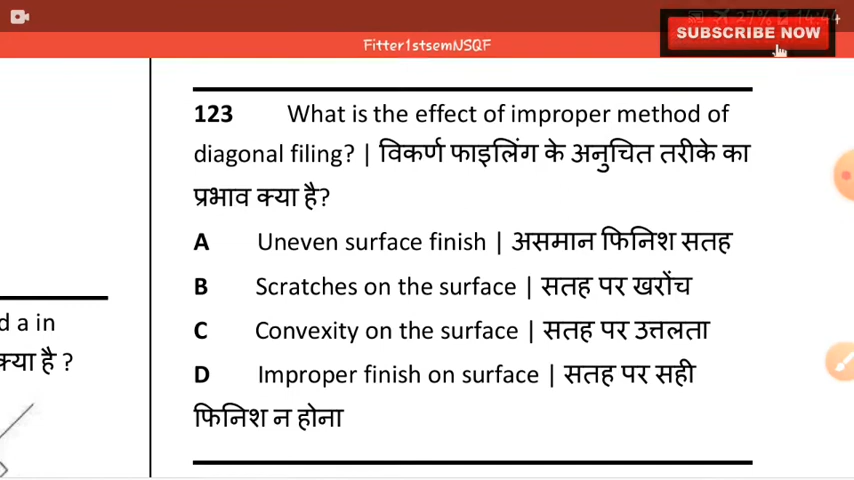 14:44
SUBSCRIBE NOW
Fitter1stsemNSQF
123 What is the effect of improper method of
diagonal filing? | विकर्ण फाइलिंग के अनुचित तरीके का
प्रभाव क्या है?
A Uneven surface finish | असमान फिनिश सतह
B Scratches on the surface | सतह पर खरोंच
C Convexity on the surface | सतह पर उत्तलता
D Improper finish on surface | सतह पर सही
फिनिश न होना
d a in
क्या है ?